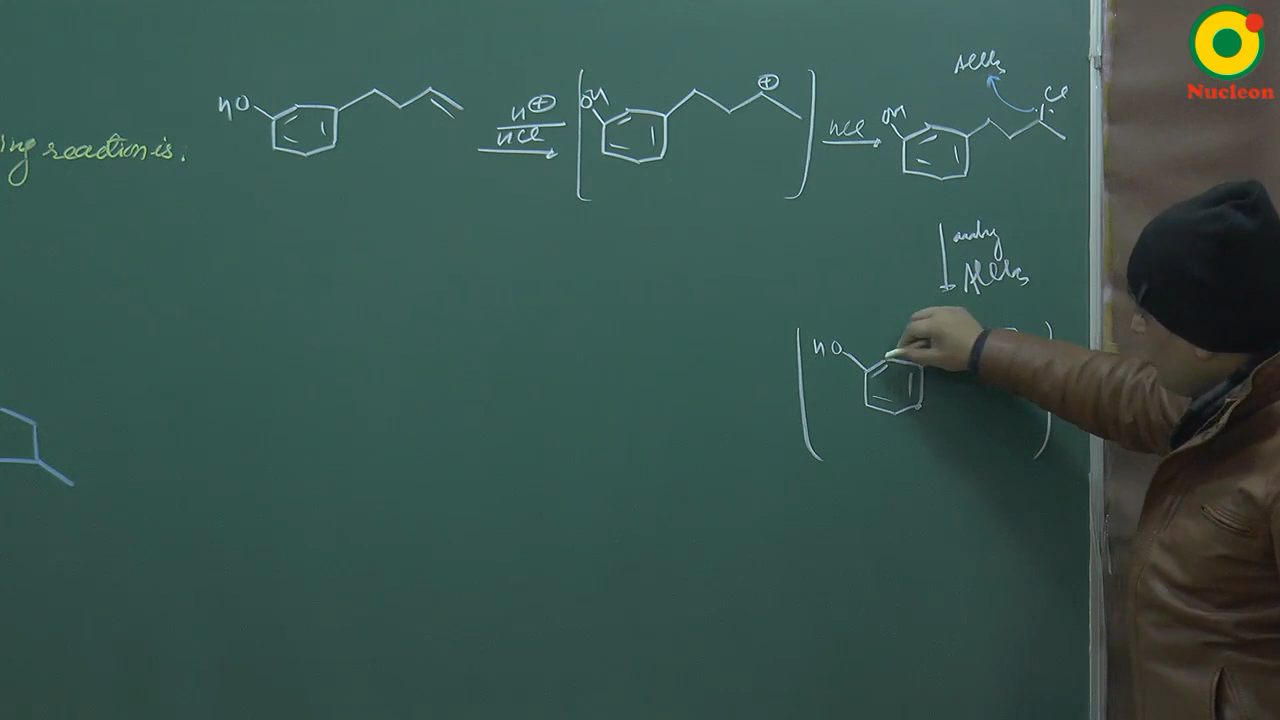 ing reaction is:
HO
H⊕
HCl
OH
⊕
HCl
OH
AlCl3
Cl
anhy
AlCl3
HO
Nucleon